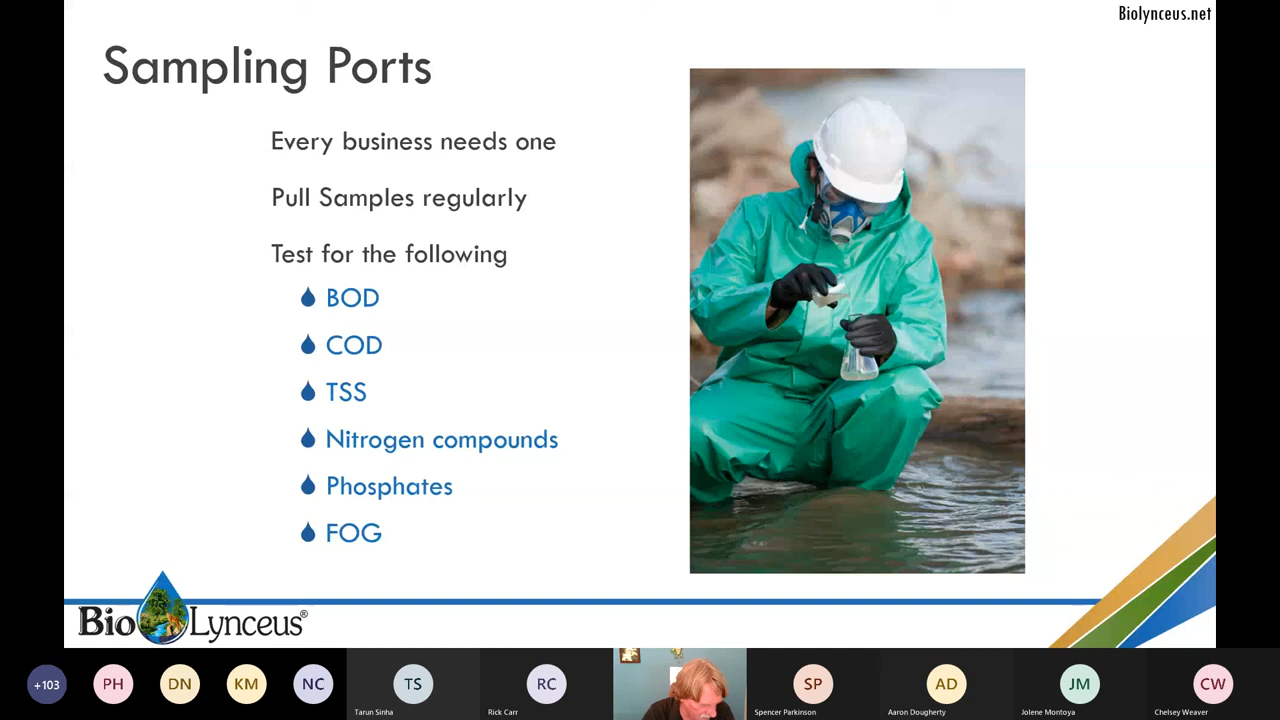 Biolynceus.net
Sampling Ports
Every business needs one
Pull Samples regularly
Test for the following
BOD
COD
TSS
Nitrogen compounds
Phosphates
FOG
Bio Lynceus®
+103
PH
DN
KM
NC
TS
Tarun Sinha
RC
Rick Carr
SP
Spencer Parkinson
AD
Aaron Dougherty
JM
Jolene Montoya
CW
Chelsey Weaver